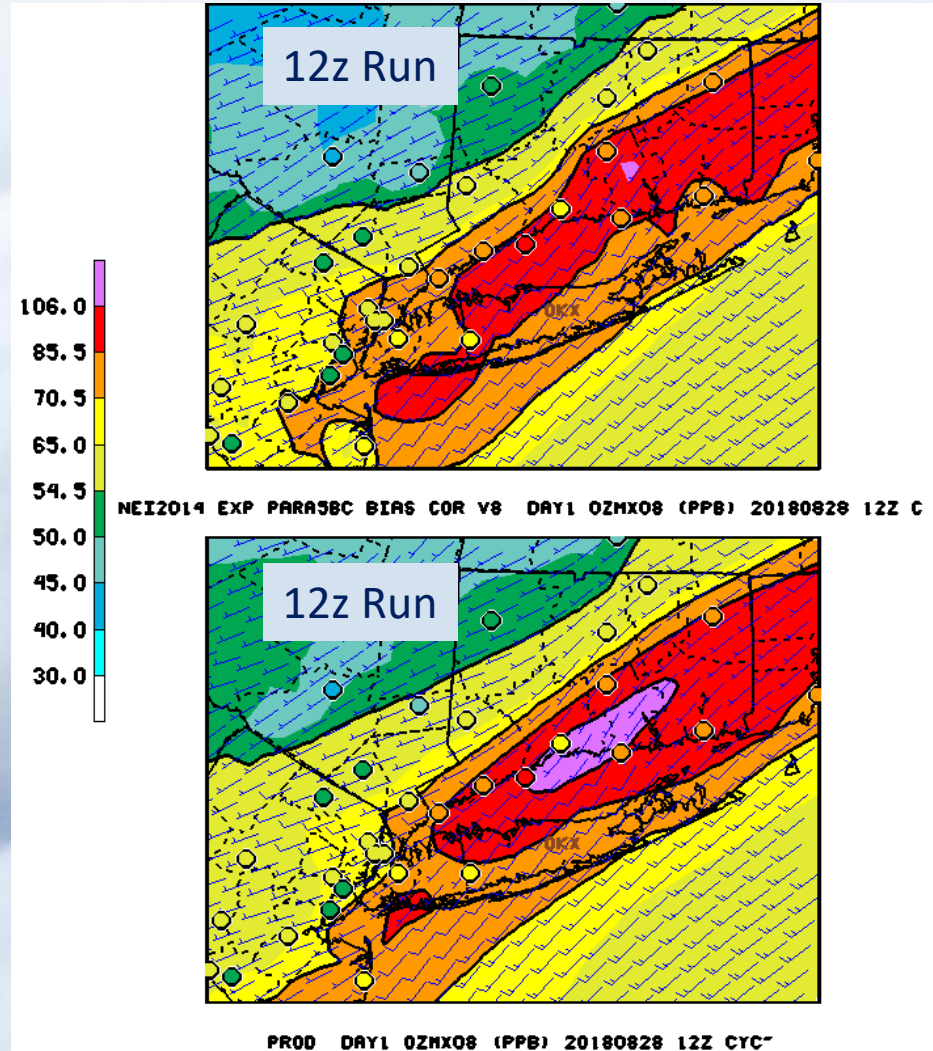 12z Run
OKX
106.0
85.5
70.5
65.0
54.5
50.0
45.0
40.0
30.0
NEI2014 EXP PARA5BC BIAS COR V8 DAY1 OZMX08 (PPB) 20180828 12Z C
12z Run
OKX
PROD DAY1 OZMX08 (PPB) 20180828 12Z CYC